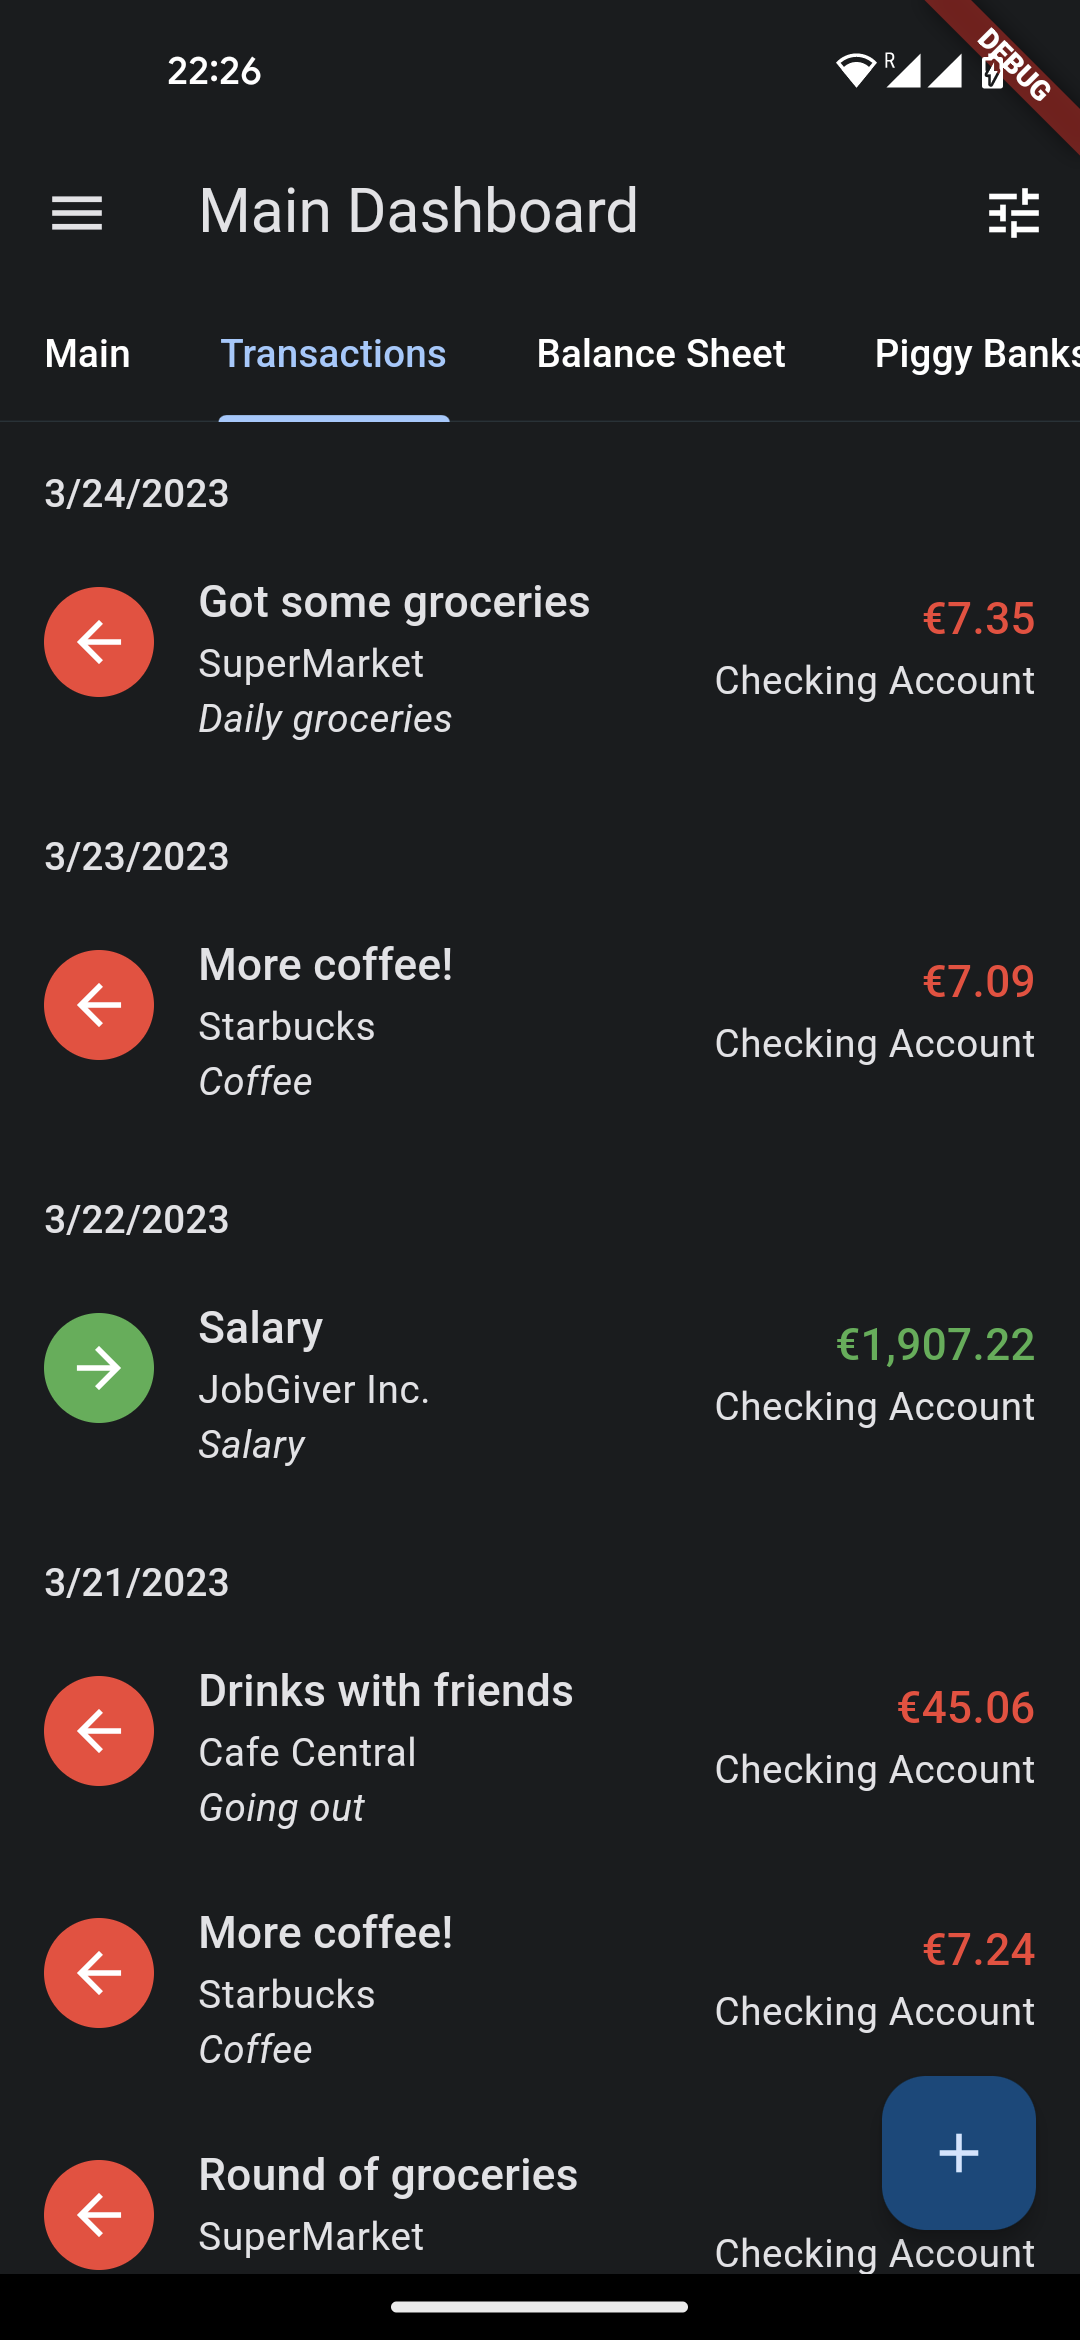 22:26
R
DEBUG
Main Dashboard
Main Transactions Balance Sheet Piggy Banks
3/24/2023
Got some groceries
€7.35
SuperMarket
Checking Account
Daily groceries
3/23/2023
More coffee!
€7.09
Starbucks
Checking Account
Coffee
3/22/2023
Salary
€1,907.22
JobGiver Inc.
Checking Account
Salary
3/21/2023
Drinks with friends
€45.06
Cafe Central
Checking Account
Going out
More coffee!
€7.24
Starbucks
Checking Account
Coffee
Round of groceries
SuperMarket
Checking Account